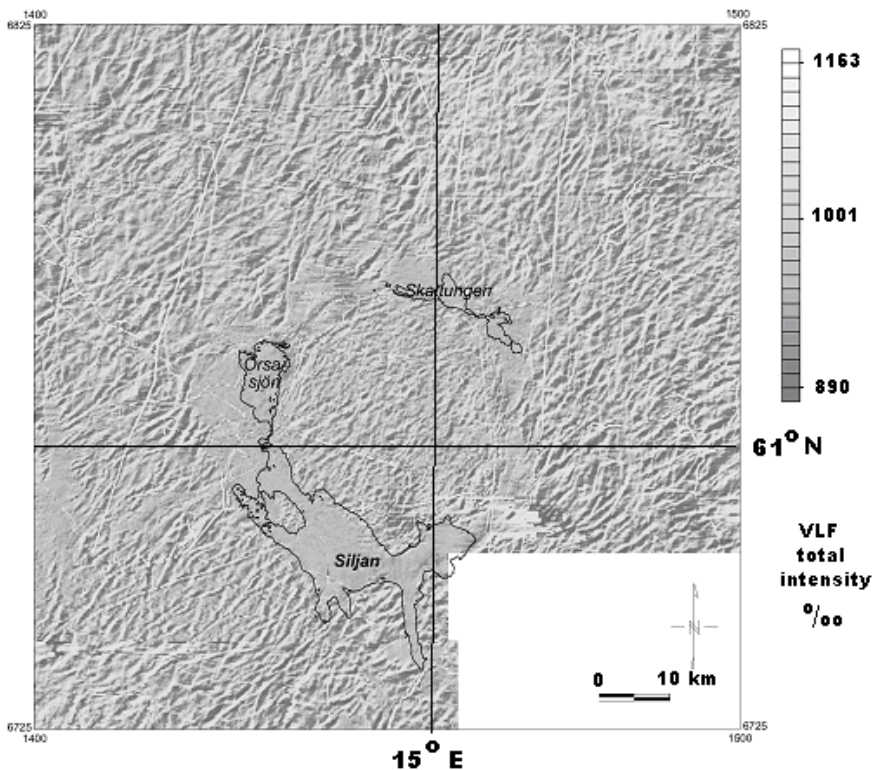 1400
1500
6825
6825
1163
1001
890
Skattungen
Orsa
sjön
61° N
Siljan
VLF
total
intensity
°/oo
N
0 10 km
6725
6725
1400
1500
15° E